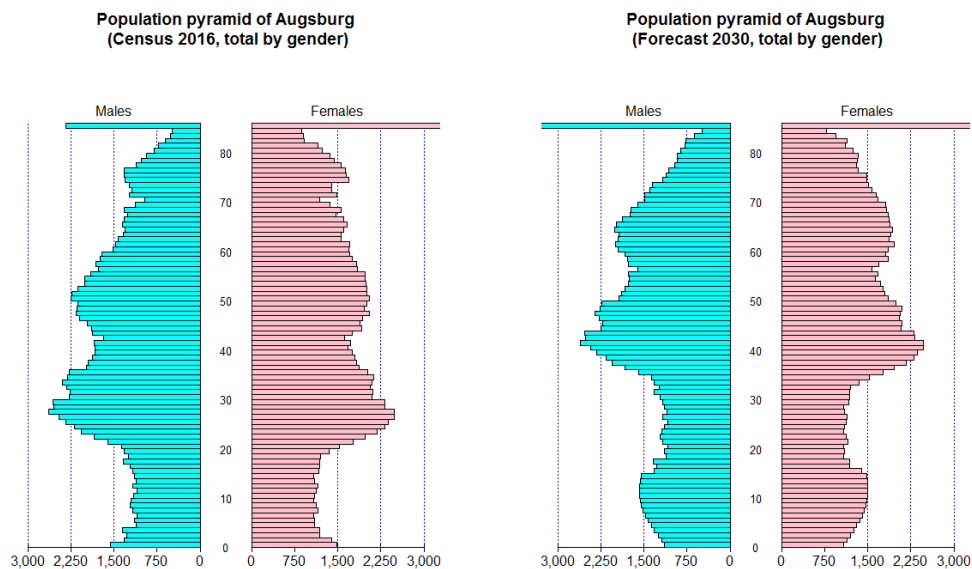 Population pyramid of Augsburg
(Census 2016, total by gender)
Males
Females
80
70
60
50
40
30
20
10
0
3,000 2,250 1,500 750 0
0 750 1,500 2,250 3,000
Population pyramid of Augsburg
(Forecast 2030, total by gender)
Males
Females
80
70
60
50
40
30
20
10
0
3,000 2,250 1,500 750 0
0 750 1,500 2,250 3,000